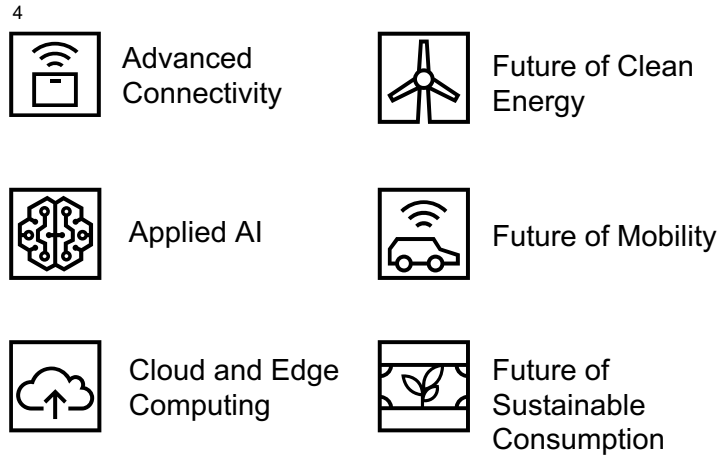 4
Advanced
Connectivity
Future of Clean
Energy
Applied AI
Future of Mobility
Cloud and Edge
Computing
Future of
Sustainable
Consumption